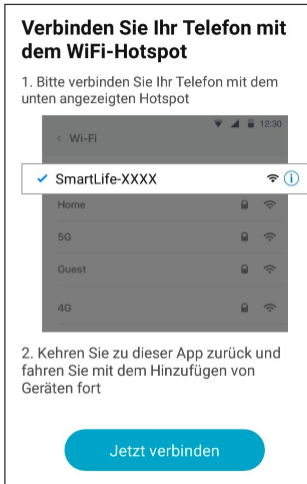 Verbinden Sie Ihr Telefon mit
dem WiFi-Hotspot
1. Bitte verbinden Sie Ihr Telefon mit dem
unten angezeigten Hotspot
12:30
< Wi-Fi
SmartLife-XXXX
Home
5G
Guest
4G
2. Kehren Sie zu dieser App zurück und
fahren Sie mit dem Hinzufügen von
Geräten fort
Jetzt verbinden